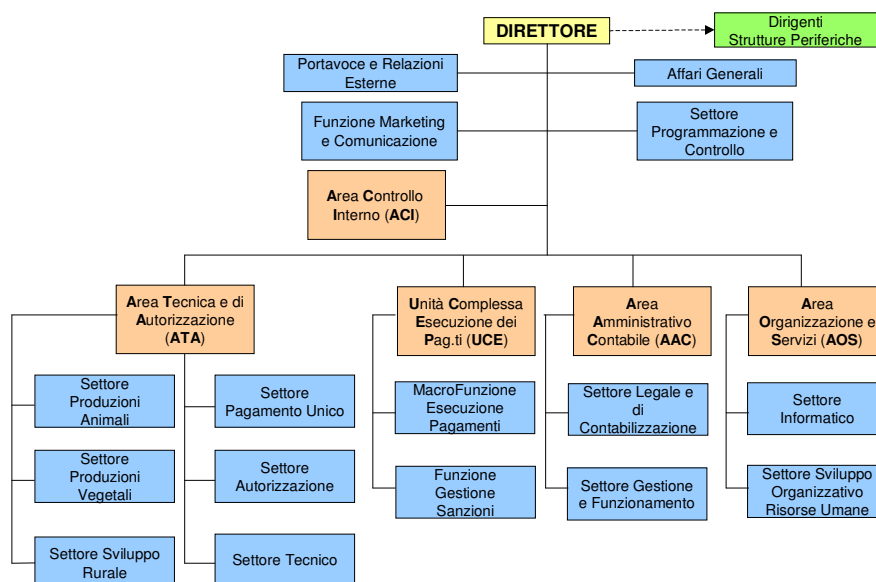 DIRETTORE
Dirigenti
Strutture Periferiche
Portavoce e Relazioni
Esterne
Affari Generali
Funzione Marketing
e Comunicazione
Settore
Programmazione e
Controllo
Area Controllo
Interno (ACI)
Area Tecnica e di
Autorizzazione
(ATA)
Unità Complessa
Esecuzione dei
Pag.ti (UCE)
Area
Amministrativo
Contabile (AAC)
Area
Organizzazione e
Servizi (AOS)
Settore
Produzioni
Animali
Settore
Pagamento Unico
MacroFunzione
Esecuzione
Pagamenti
Settore Legale e
di
Contabilizzazione
Settore
Informatico
Settore
Produzioni
Vegetali
Settore
Autorizzazione
Funzione
Gestione
Sanzioni
Settore Gestione
e Funzionamento
Settore Sviluppo
Organizzativo
Risorse Umane
Settore Sviluppo
Rurale
Settore Tecnico